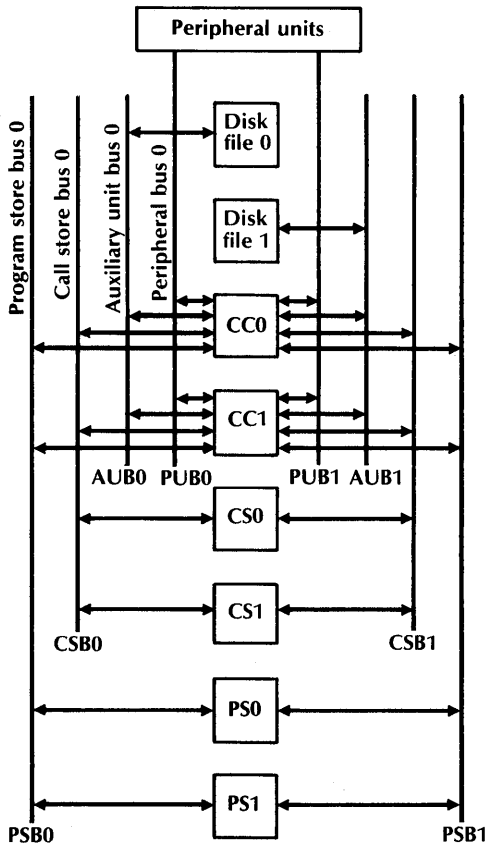 Peripheral units
Program store bus 0
Call store bus 0
Auxiliary unit bus 0
Peripheral bus 0
Disk
file 0
Disk
file 1
CC0
CC1
AUB0
PUB0
PUB1
AUB1
CS0
CS1
CSB0
CSB1
PS0
PS1
PSB0
PSB1